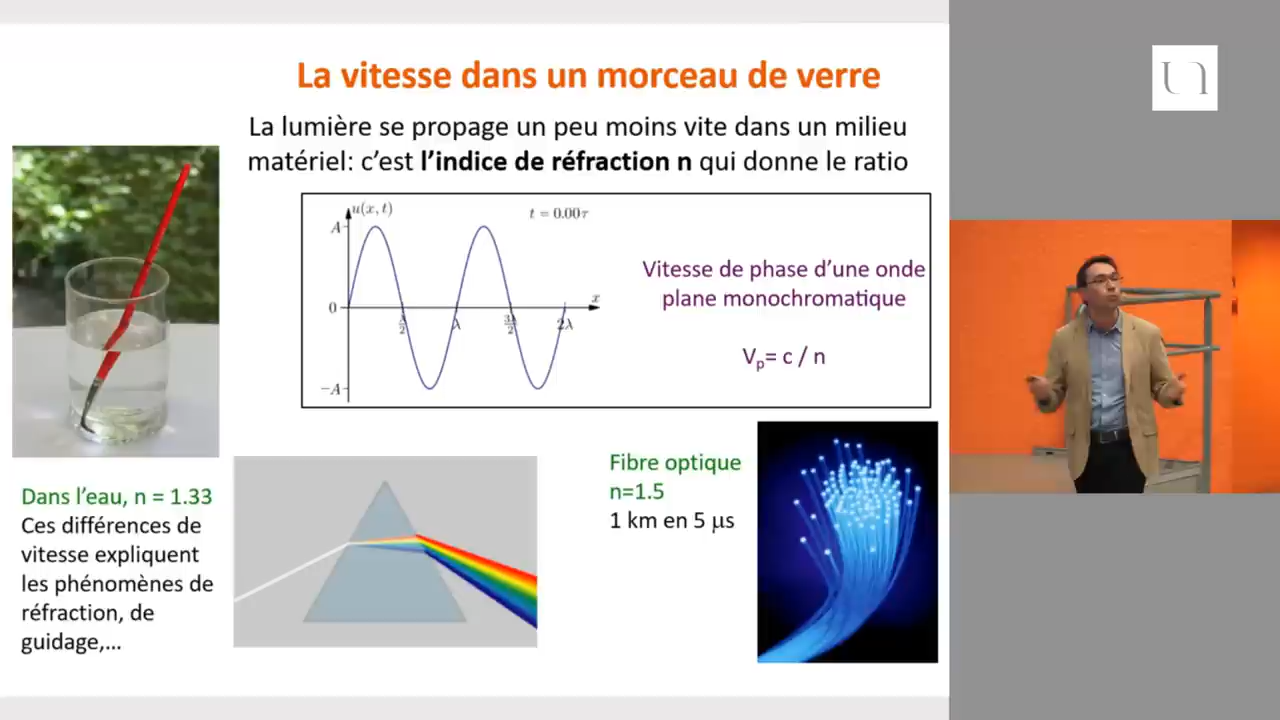 La vitesse dans un morceau de verre
La lumière se propage un peu moins vite dans un milieu
matériel: c’est l’indice de réfraction n qui donne le ratio
u(x, t)
t = 0.00τ
A
0
−A
λ/2
λ
3λ/2
2λ
x
Vitesse de phase d’une onde
plane monochromatique
Vp= c / n
Dans l’eau, n = 1.33
Ces différences de
vitesse expliquent
les phénomènes de
réfraction, de
guidage,...
Fibre optique
n=1.5
1 km en 5 μs